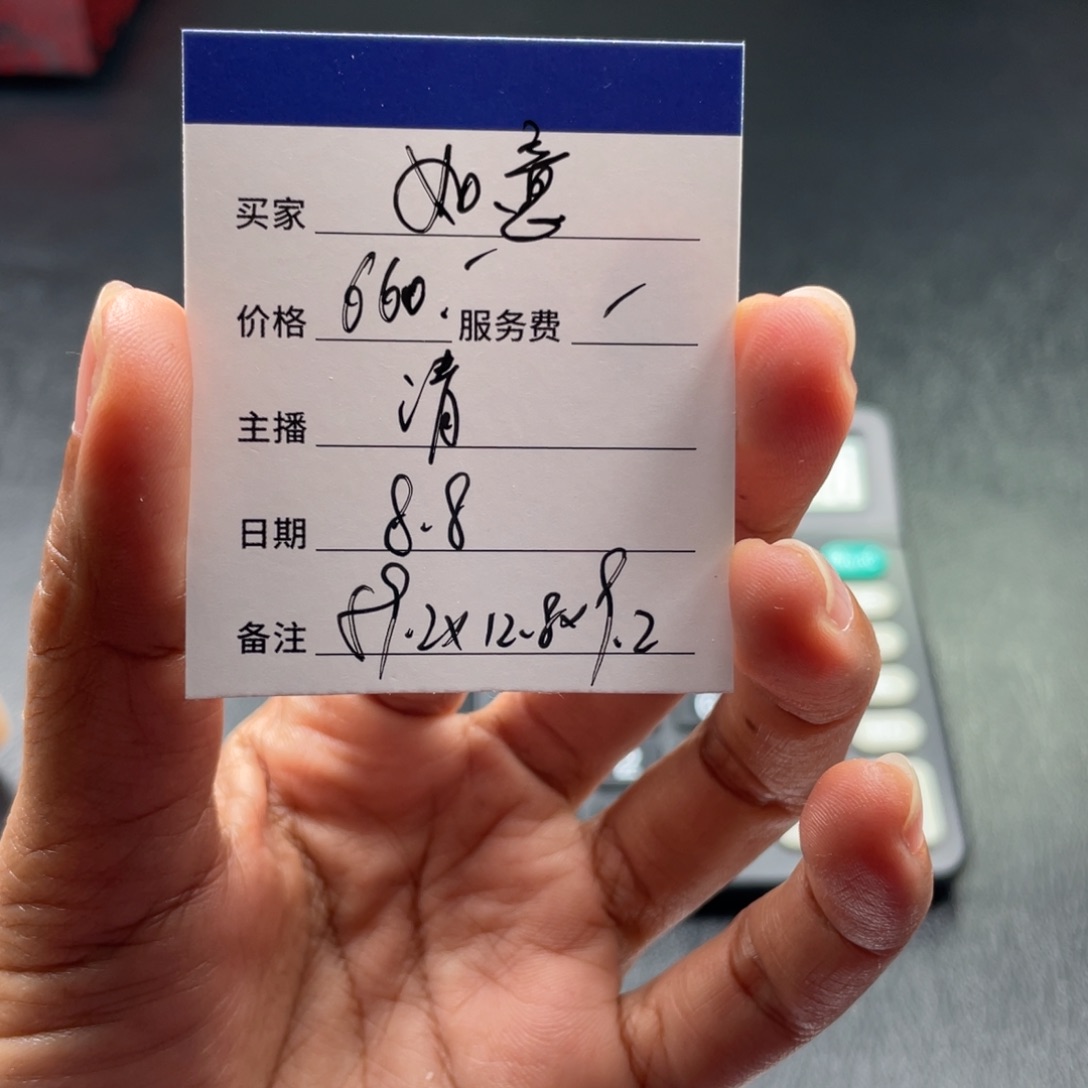 买家 如意
价格 660. 服务费 /
主播 清
日期 8.8
备注 59.2x12.8x9.2